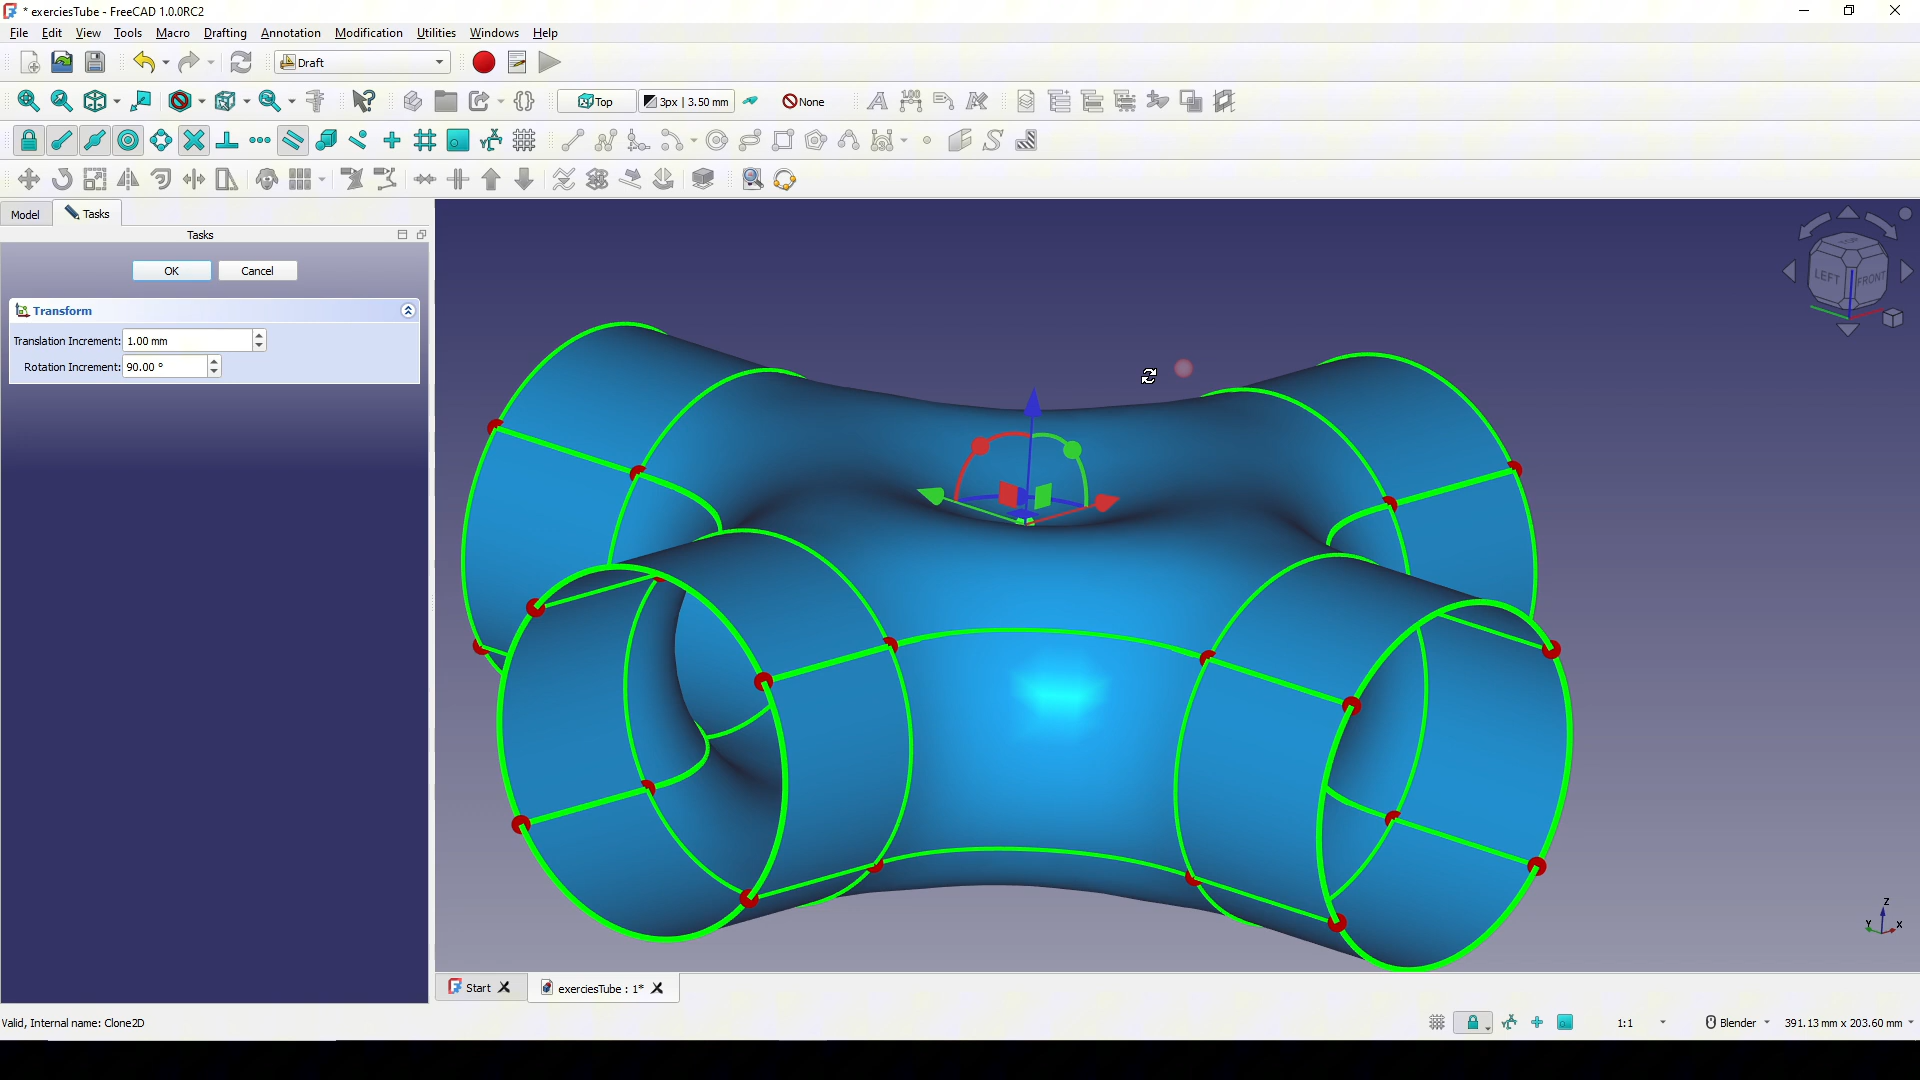 * exerciesTube - FreeCAD 1.0.0RC2
File Edit View Tools Macro Drafting Annotation Modification Utilities Windows Help
Draft
Top 3px | 3.50 mm None
Model Tasks
Tasks
OK Cancel
Transform
Translation Increment: 1.00 mm
Rotation Increment: 90.00 °
LEFT FRONT
Z
Y X
Start exerciesTube : 1*
Valid, Internal name: Clone2D
1:1 Blender 391.13 mm x 203.60 mm